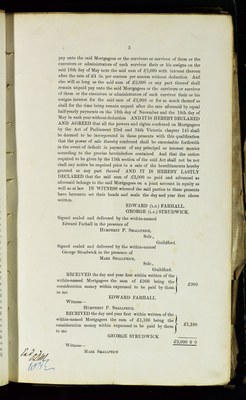 3
pay unto the said Mortgagees or the survivors or survivor of them or the
executors or administrators of such survivor their or his assigns on the
said 18th day of May next the said sum of £3,000 with interest thereon
after the rate of £4 per centum per annum without deduction And
also will so long as the said sum of £3,000 or any part thereof shall
remain unpaid pay unto the said Mortgagees or the survivors or survivor
of them or the executors or administrators of such survivor their or his
assigns interest for the said sum of £3,000 or for so much thereof as
shall for the time being remain unpaid after the rate aforesaid by equal
half-yearly payments on the 18th day of November and the 18th day of
May in each year without deduction AND IT IS HEREBY DECLARED
AND AGREED that all the powers and rights conferred on Mortgagees
by the Act of Parliament 23rd and 24th Victoria chapter 145 shall
be deemed to be incorporated in these presents with this qualification
that the power of sale thereby conferred shall be exerciseable forthwith
in the event of default in payment of any principal or interest monies
according to the proviso hereinbefore contained And that the notice
required to be given by the 13th section of the said Act shall not be nor
shall any notice be required prior to a sale of the hereditaments hereby
granted or any part thereof AND IT IS HEREBY LASTLY
DECLARED that the said sum of £3,000 so paid and advanced as
aforesaid belongs to the said Mortgagees on a joint account in equity as
well as at law IN WITNESS whereof the said parties to these presents
have hereunto set their hands and seals the day and year first above
written.
EDWARD (L.S.) FARHALL.
GEORGE (L.S.) STRUDWICK.
Signed sealed and delivered by the within-named
Edward Farhall in the presence of
HUMPHREY P. SMALLPEICE,
Solr.,
Guildford.
Signed sealed and delivered by the within-named
George Strudwick in the presence of
MARK SMALLPEICE,
Solr.,
Guildford.
RECEIVED the day and year first within written of the
within-named Mortgagees the sum of £900 being the
consideration money within expressed to be paid by them
to me
£900
EDWARD FARHALL
Witness—
HUMPHREY P. SMALLPEICE.
RECEIVED the day and year first within written of the
within-named Mortgagees the sum of £2,100 being the
consideration money within expressed to be paid by them
to me
£2,100
GEORGE STRUDWICK
£3,000 0 0
Witness—
MARK SMALLPEICE